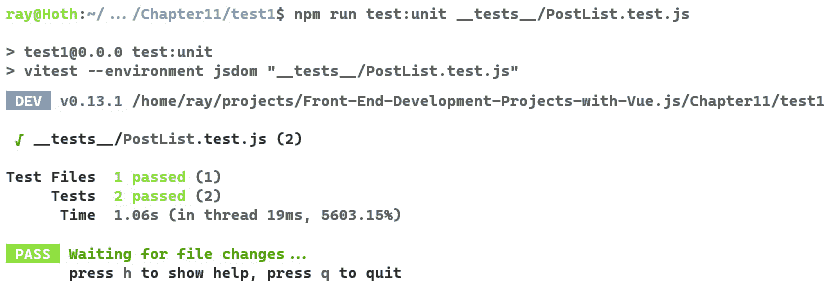 ray@Hoth:~/…/Chapter11/test1$ npm run test:unit __tests__/PostList.test.js
> test1@0.0.0 test:unit
> vitest --environment jsdom "__tests__/PostList.test.js"
DEV v0.13.1 /home/ray/projects/Front-End-Development-Projects-with-Vue.js/Chapter11/test1
√ __tests__/PostList.test.js (2)
Test Files 1 passed (1)
Tests 2 passed (2)
Time 1.06s (in thread 19ms, 5603.15%)
PASS Waiting for file changes...
press h to show help, press q to quit